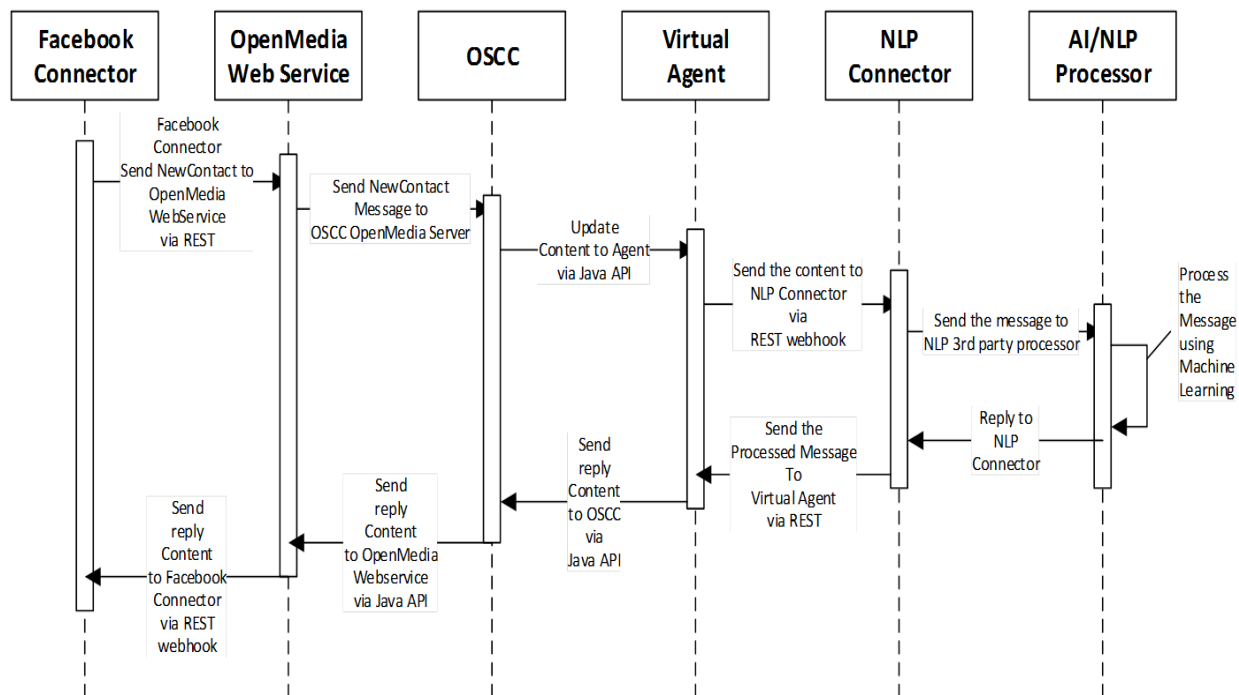 Facebook
Connector
OpenMedia
Web Service
OSCC
Virtual
Agent
NLP
Connector
AI/NLP
Processor
Facebook
Connector
Send NewContact to
OpenMedia
WebService
via REST
Send NewContact
Message to
OSCC OpenMedia Server
Update
Content to Agent
via Java API
Send the content to
NLP Connector
via
REST webhook
Send the message to
NLP 3rd party processor
Process
the
Message
using
Machine
Learning
Reply to
NLP
Connector
Send the
Processed Message
To
Virtual Agent
via REST
Send
reply
Content
to OSCC
via
Java API
Send
reply
Content
to OpenMedia
Webservice
via Java API
Send
reply
Content
to Facebook
Connector
via REST
webhook